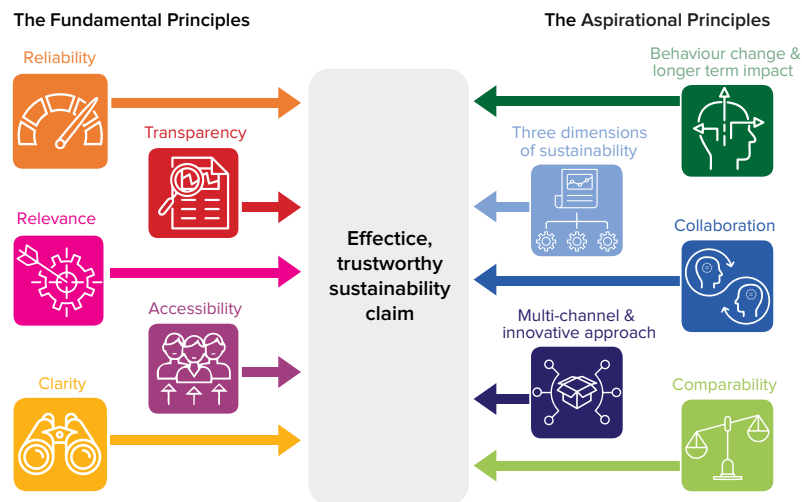 The Fundamental Principles
The Aspirational Principles
Reliability
Transparency
Relevance
Accessibility
Clarity
Effectice,
trustworthy
sustainability
claim
Behaviour change &
longer term impact
Three dimensions
of sustainability
Collaboration
Multi-channel &
innovative approach
Comparability